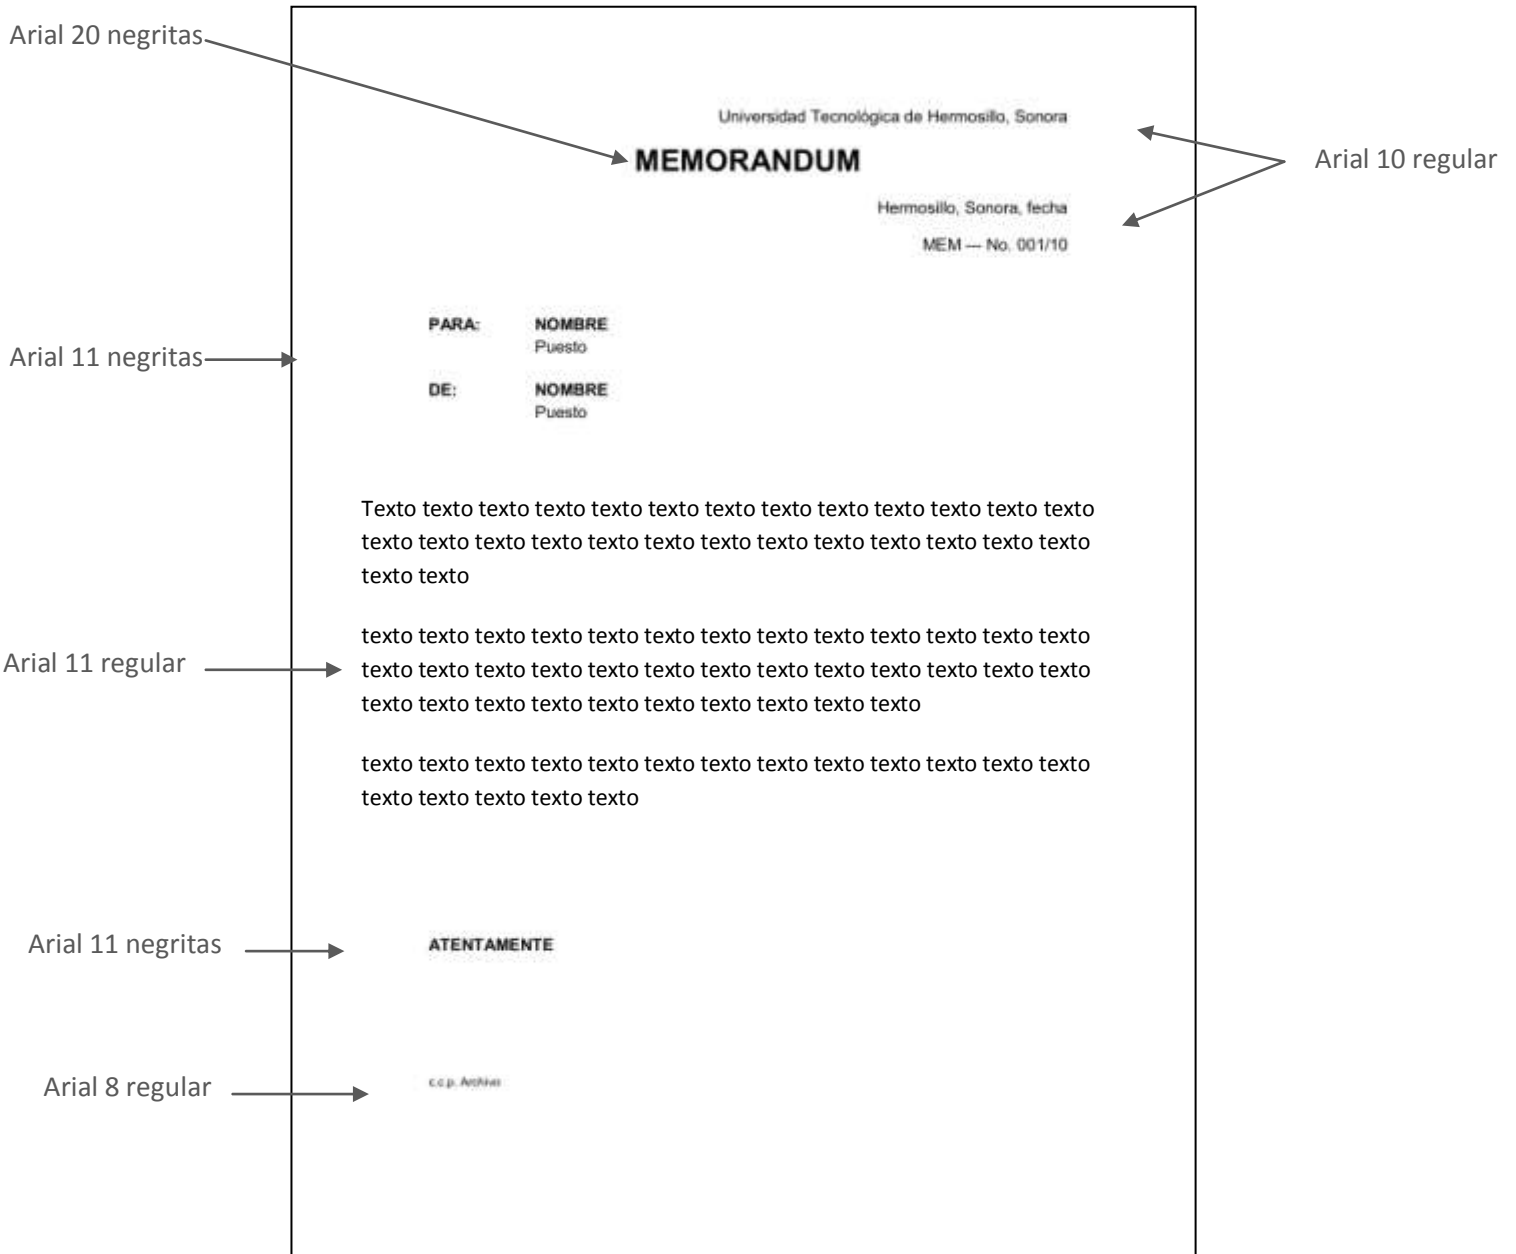 Arial 20 negritas
Universidad Tecnológica de Hermosillo, Sonora
MEMORANDUM
Arial 10 regular
Hermosillo, Sonora, fecha
MEM — No. 001/10
PARA: NOMBRE
Puesto
Arial 11 negritas
DE: NOMBRE
Puesto
Texto texto texto texto texto texto texto texto texto texto texto texto texto
texto texto texto texto texto texto texto texto texto texto texto texto texto
texto texto
texto texto texto texto texto texto texto texto texto texto texto texto texto
Arial 11 regular
texto texto texto texto texto texto texto texto texto texto texto texto texto
texto texto texto texto texto texto texto texto texto texto
texto texto texto texto texto texto texto texto texto texto texto texto texto
texto texto texto texto texto
Arial 11 negritas
ATENTAMENTE
Arial 8 regular
c.c.p. Archivo